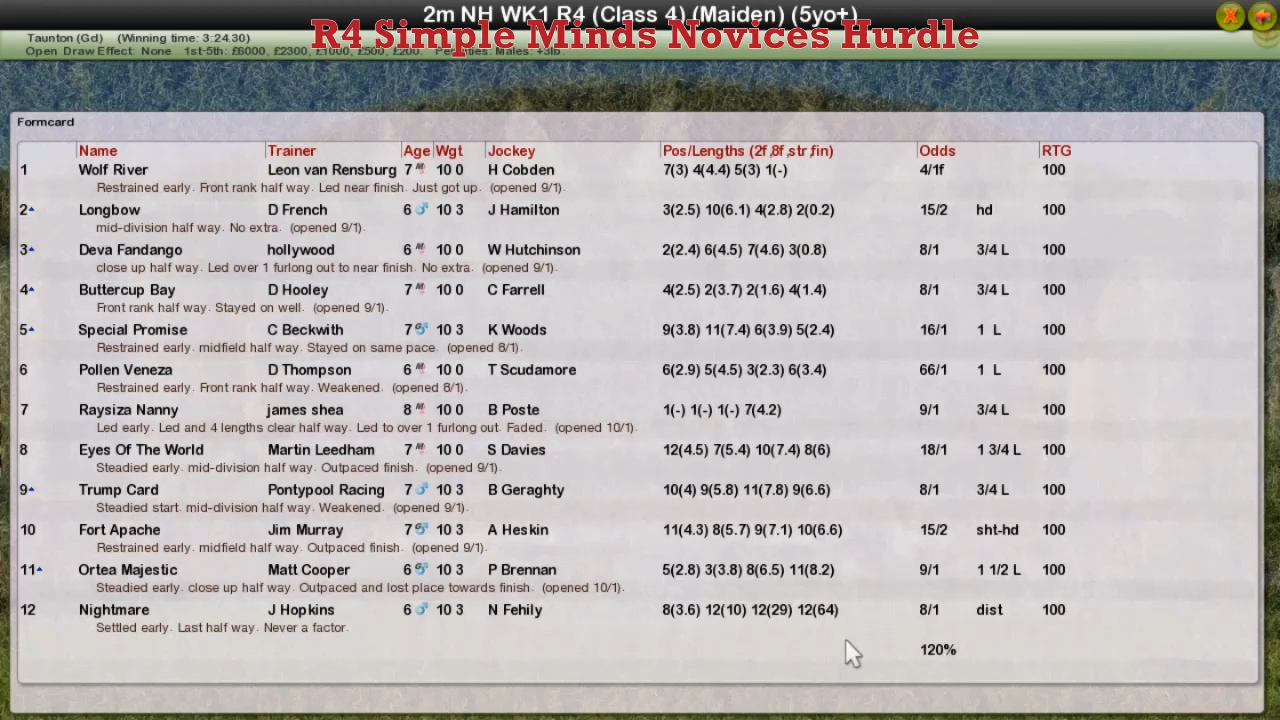 2m NH WK1 R4 (Class 4) (Maiden) (5yo+)
R4 Simple Minds Novices Hurdle
Taunton (Gd) (Winning time: 3:24.30)
Open Draw Effect: None 1st-5th: £6000, £2300, £1000, £500, £200. Penalties: Males: +3lb.
Formcard
Name Trainer Age Wgt Jockey Pos/Lengths (2f,8f,str,fin) Odds RTG
1 Wolf River Leon van Rensburg 7 10 0 H Cobden 7(3) 4(4.4) 5(3) 1(-) 4/1f 100
Restrained early. Front rank half way. Led near finish. Just got up. (opened 9/1).
2 Longbow D French 6 10 3 J Hamilton 3(2.5) 10(6.1) 4(2.8) 2(0.2) 15/2 hd 100
mid-division half way. No extra. (opened 9/1).
3 Deva Fandango hollywood 6 10 0 W Hutchinson 2(2.4) 6(4.5) 7(4.6) 3(0.8) 8/1 3/4 L 100
close up half way. Led over 1 furlong out to near finish. No extra. (opened 9/1).
4 Buttercup Bay D Hooley 7 10 0 C Farrell 4(2.5) 2(3.7) 2(1.6) 4(1.4) 8/1 3/4 L 100
Front rank half way. Stayed on well. (opened 9/1).
5 Special Promise C Beckwith 7 10 3 K Woods 9(3.8) 11(7.4) 6(3.9) 5(2.4) 16/1 1 L 100
Restrained early. midfield half way. Stayed on same pace. (opened 8/1).
6 Pollen Veneza D Thompson 6 10 0 T Scudamore 6(2.9) 5(4.5) 3(2.3) 6(3.4) 66/1 1 L 100
Restrained early. Front rank half way. Weakened. (opened 8/1).
7 Raysiza Nanny james shea 8 10 0 B Poste 1(-) 1(-) 1(-) 7(4.2) 9/1 3/4 L 100
Led early. Led and 4 lengths clear half way. Led to over 1 furlong out. Faded. (opened 10/1).
8 Eyes Of The World Martin Leedham 7 10 0 S Davies 12(4.5) 7(5.4) 10(7.4) 8(6) 18/1 1 3/4 L 100
Steadied early. mid-division half way. Outpaced finish. (opened 9/1).
9 Trump Card Pontypool Racing 7 10 3 B Geraghty 10(4) 9(5.8) 11(7.8) 9(6.6) 8/1 3/4 L 100
Steadied start. mid-division half way. Weakened. (opened 9/1).
10 Fort Apache Jim Murray 7 10 3 A Heskin 11(4.3) 8(5.7) 9(7.1) 10(6.6) 15/2 sht-hd 100
Restrained early. midfield half way. Outpaced finish. (opened 9/1).
11 Ortea Majestic Matt Cooper 6 10 3 P Brennan 5(2.8) 3(3.8) 8(6.5) 11(8.2) 9/1 1 1/2 L 100
Steadied early. close up half way. Outpaced and lost place towards finish. (opened 10/1).
12 Nightmare J Hopkins 6 10 3 N Fehily 8(3.6) 12(10) 12(29) 12(64) 8/1 dist 100
Settled early. Last half way. Never a factor.
120%